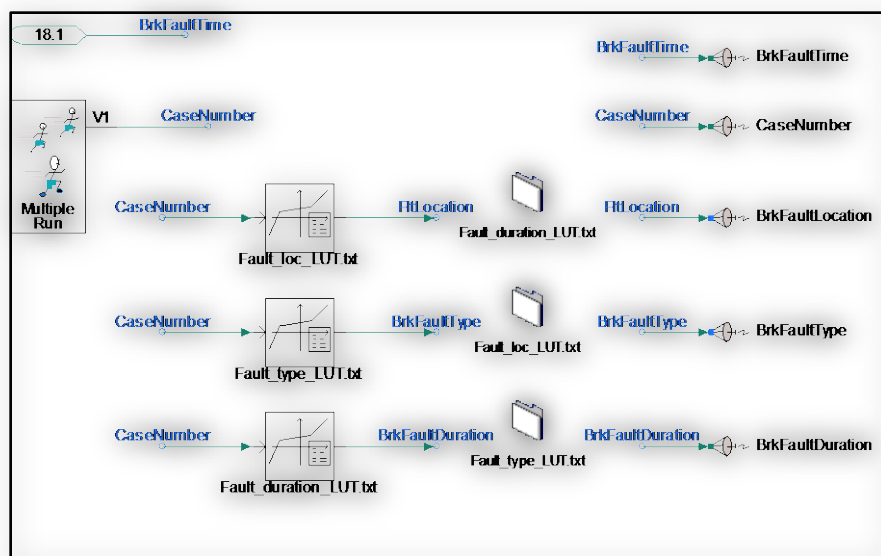 18.1
BrkFaultTime
BrkFaultTime
BrkFaultTime
V1
CaseNumber
CaseNumber
CaseNumber
Multiple
Run
CaseNumber
FltLocation
FltLocation
BrkFaultLocation
Fault_duration_LUT.txt
Fault_loc_LUT.txt
CaseNumber
BrkFaultType
BrkFaultType
BrkFaultType
Fault_loc_LUT.txt
Fault_type_LUT.txt
CaseNumber
BrkFaultDuration
BrkFaultDuration
BrkFaultDuration
Fault_type_LUT.txt
Fault_duration_LUT.txt